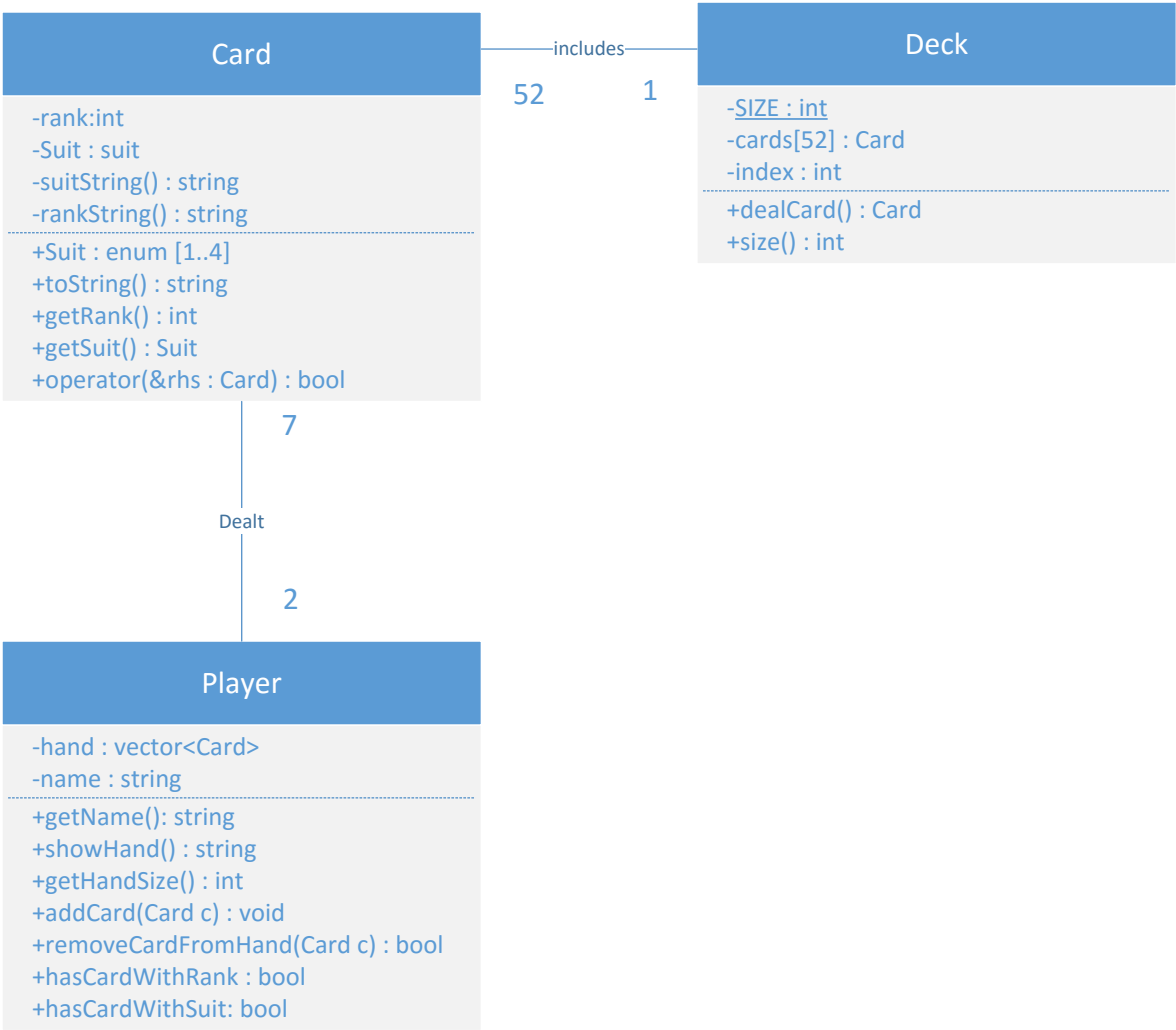 Card
-rank:int
-Suit : suit
-suitString() : string
-rankString() : string
+Suit : enum [1..4]
+toString() : string
+getRank() : int
+getSuit() : Suit
+operator(&rhs : Card) : bool
includes
52
1
Deck
-SIZE : int
-cards[52] : Card
-index : int
+dealCard() : Card
+size() : int
7
Dealt
2
Player
-hand : vector<Card>
-name : string
+getName(): string
+showHand() : string
+getHandSize() : int
+addCard(Card c) : void
+removeCardFromHand(Card c) : bool
+hasCardWithRank : bool
+hasCardWithSuit: bool